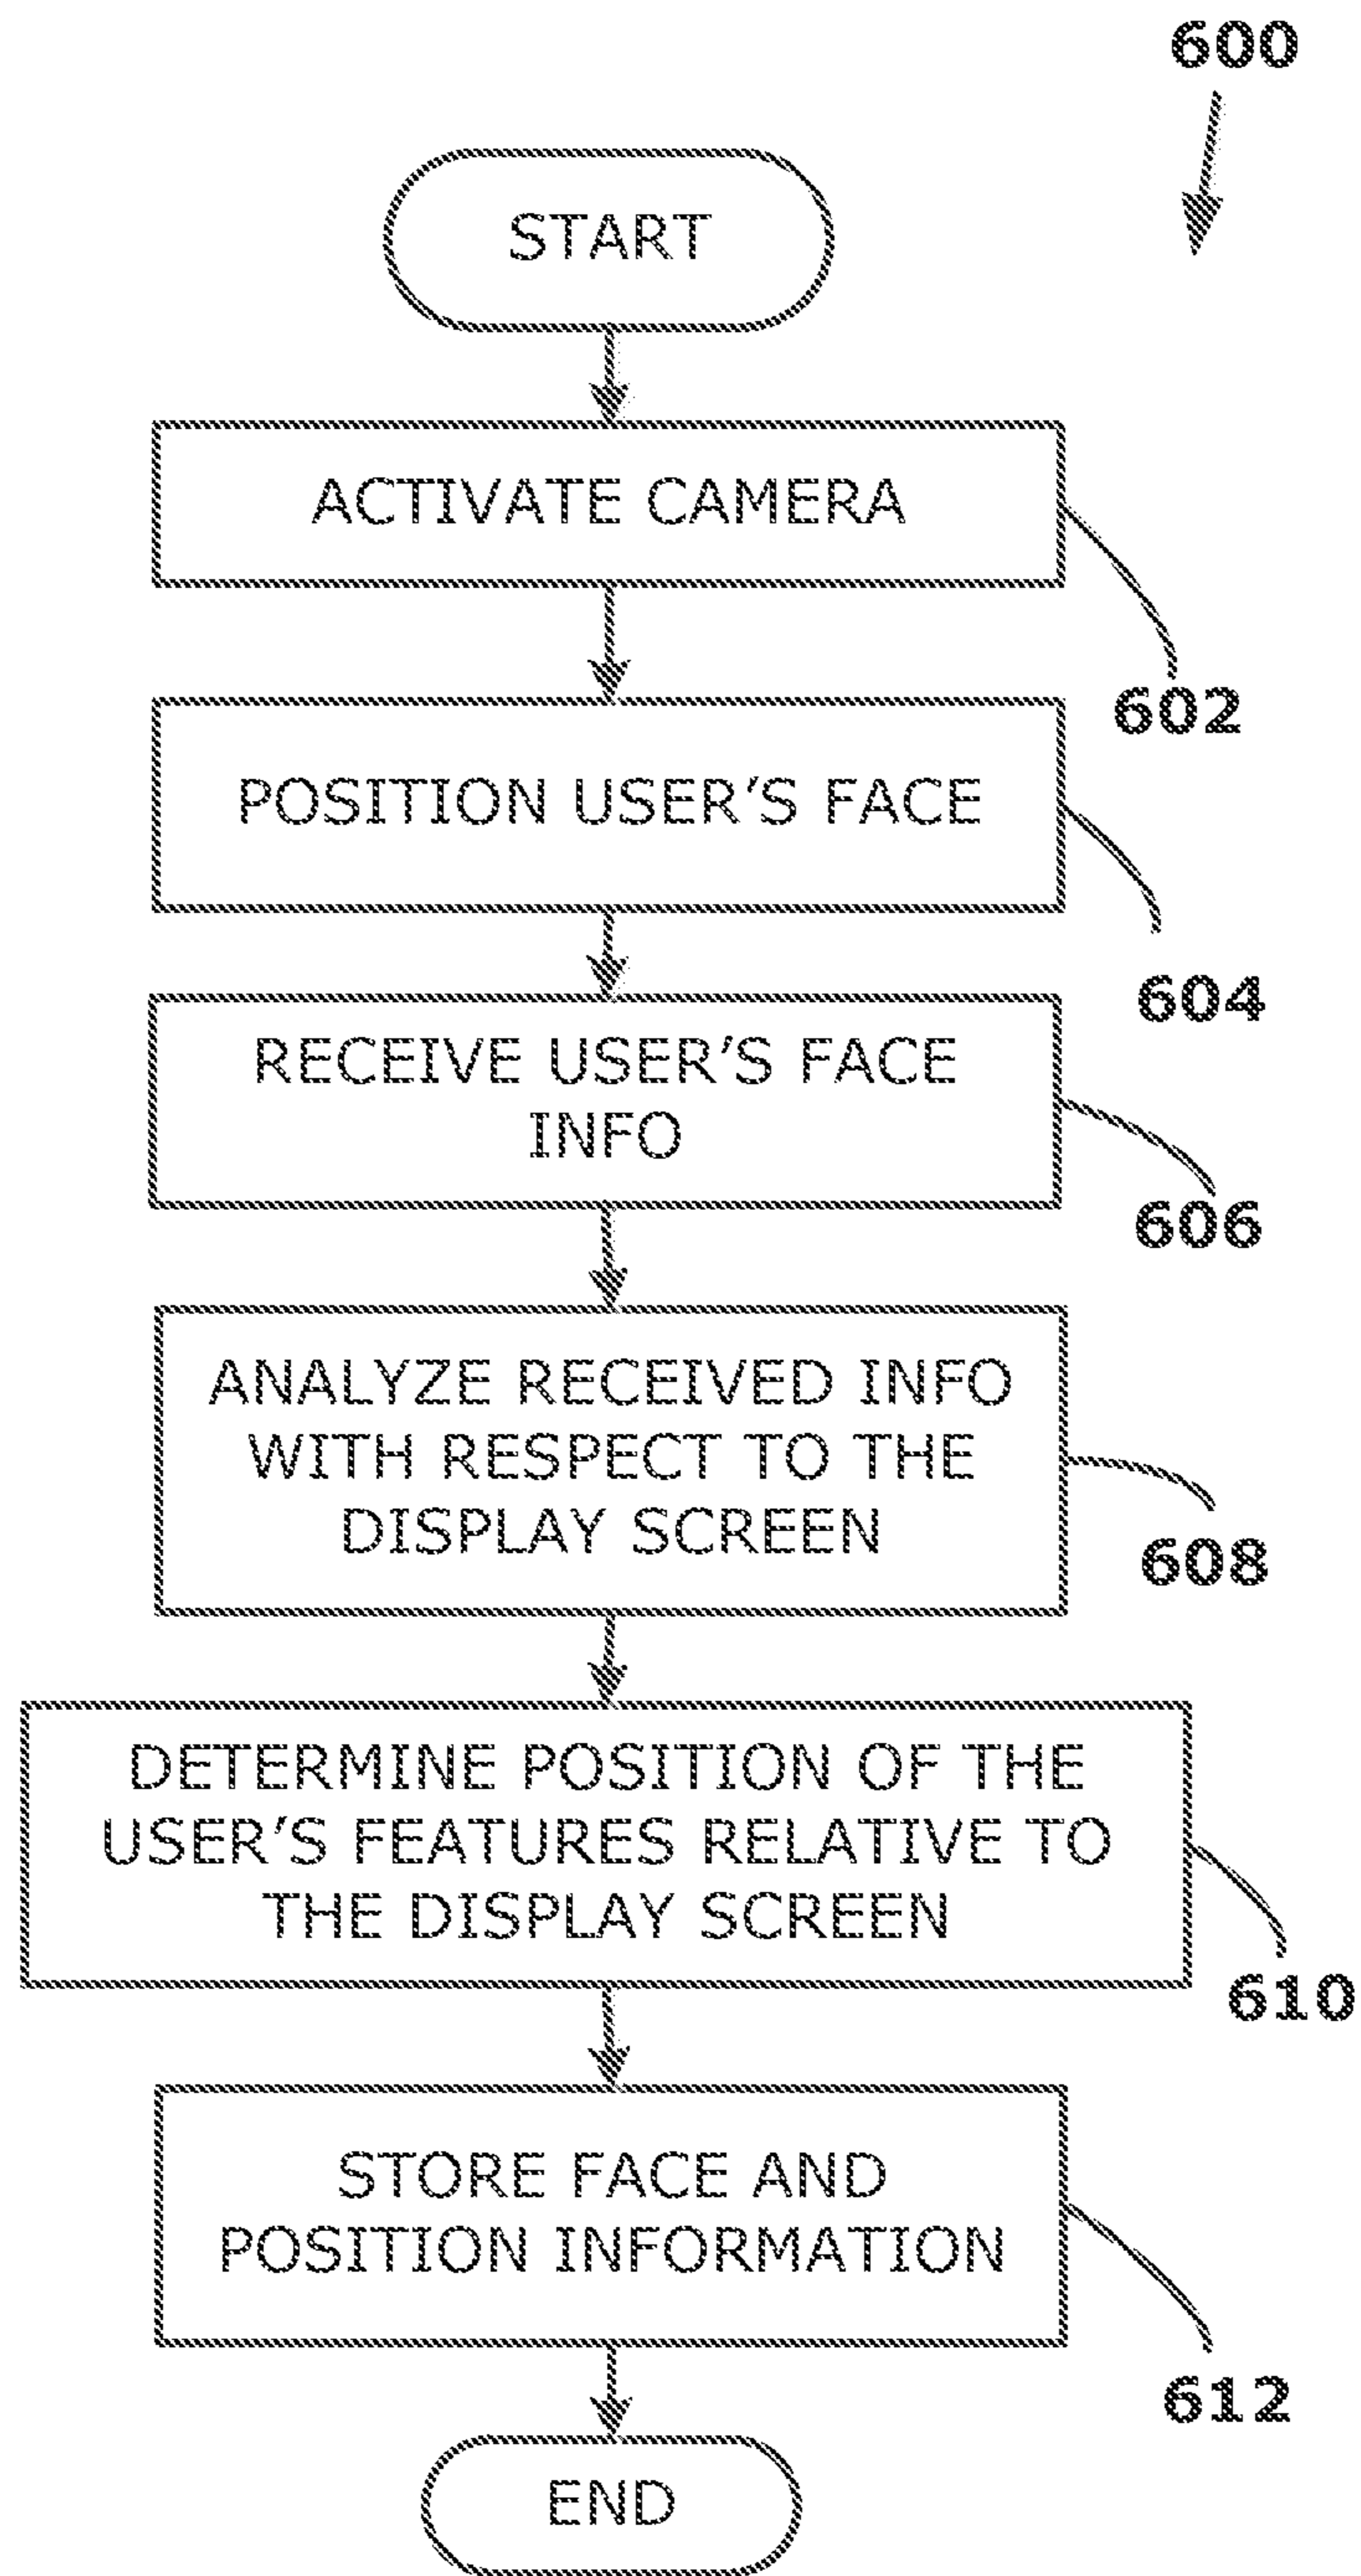 600
START
ACTIVATE CAMERA
602
POSITION USER'S FACE
604
RECEIVE USER'S FACE
INFO
606
ANALYZE RECEIVED INFO
WITH RESPECT TO THE
DISPLAY SCREEN
608
DETERMINE POSITION OF THE
USER'S FEATURES RELATIVE TO
THE DISPLAY SCREEN
610
STORE FACE AND
POSITION INFORMATION
612
END